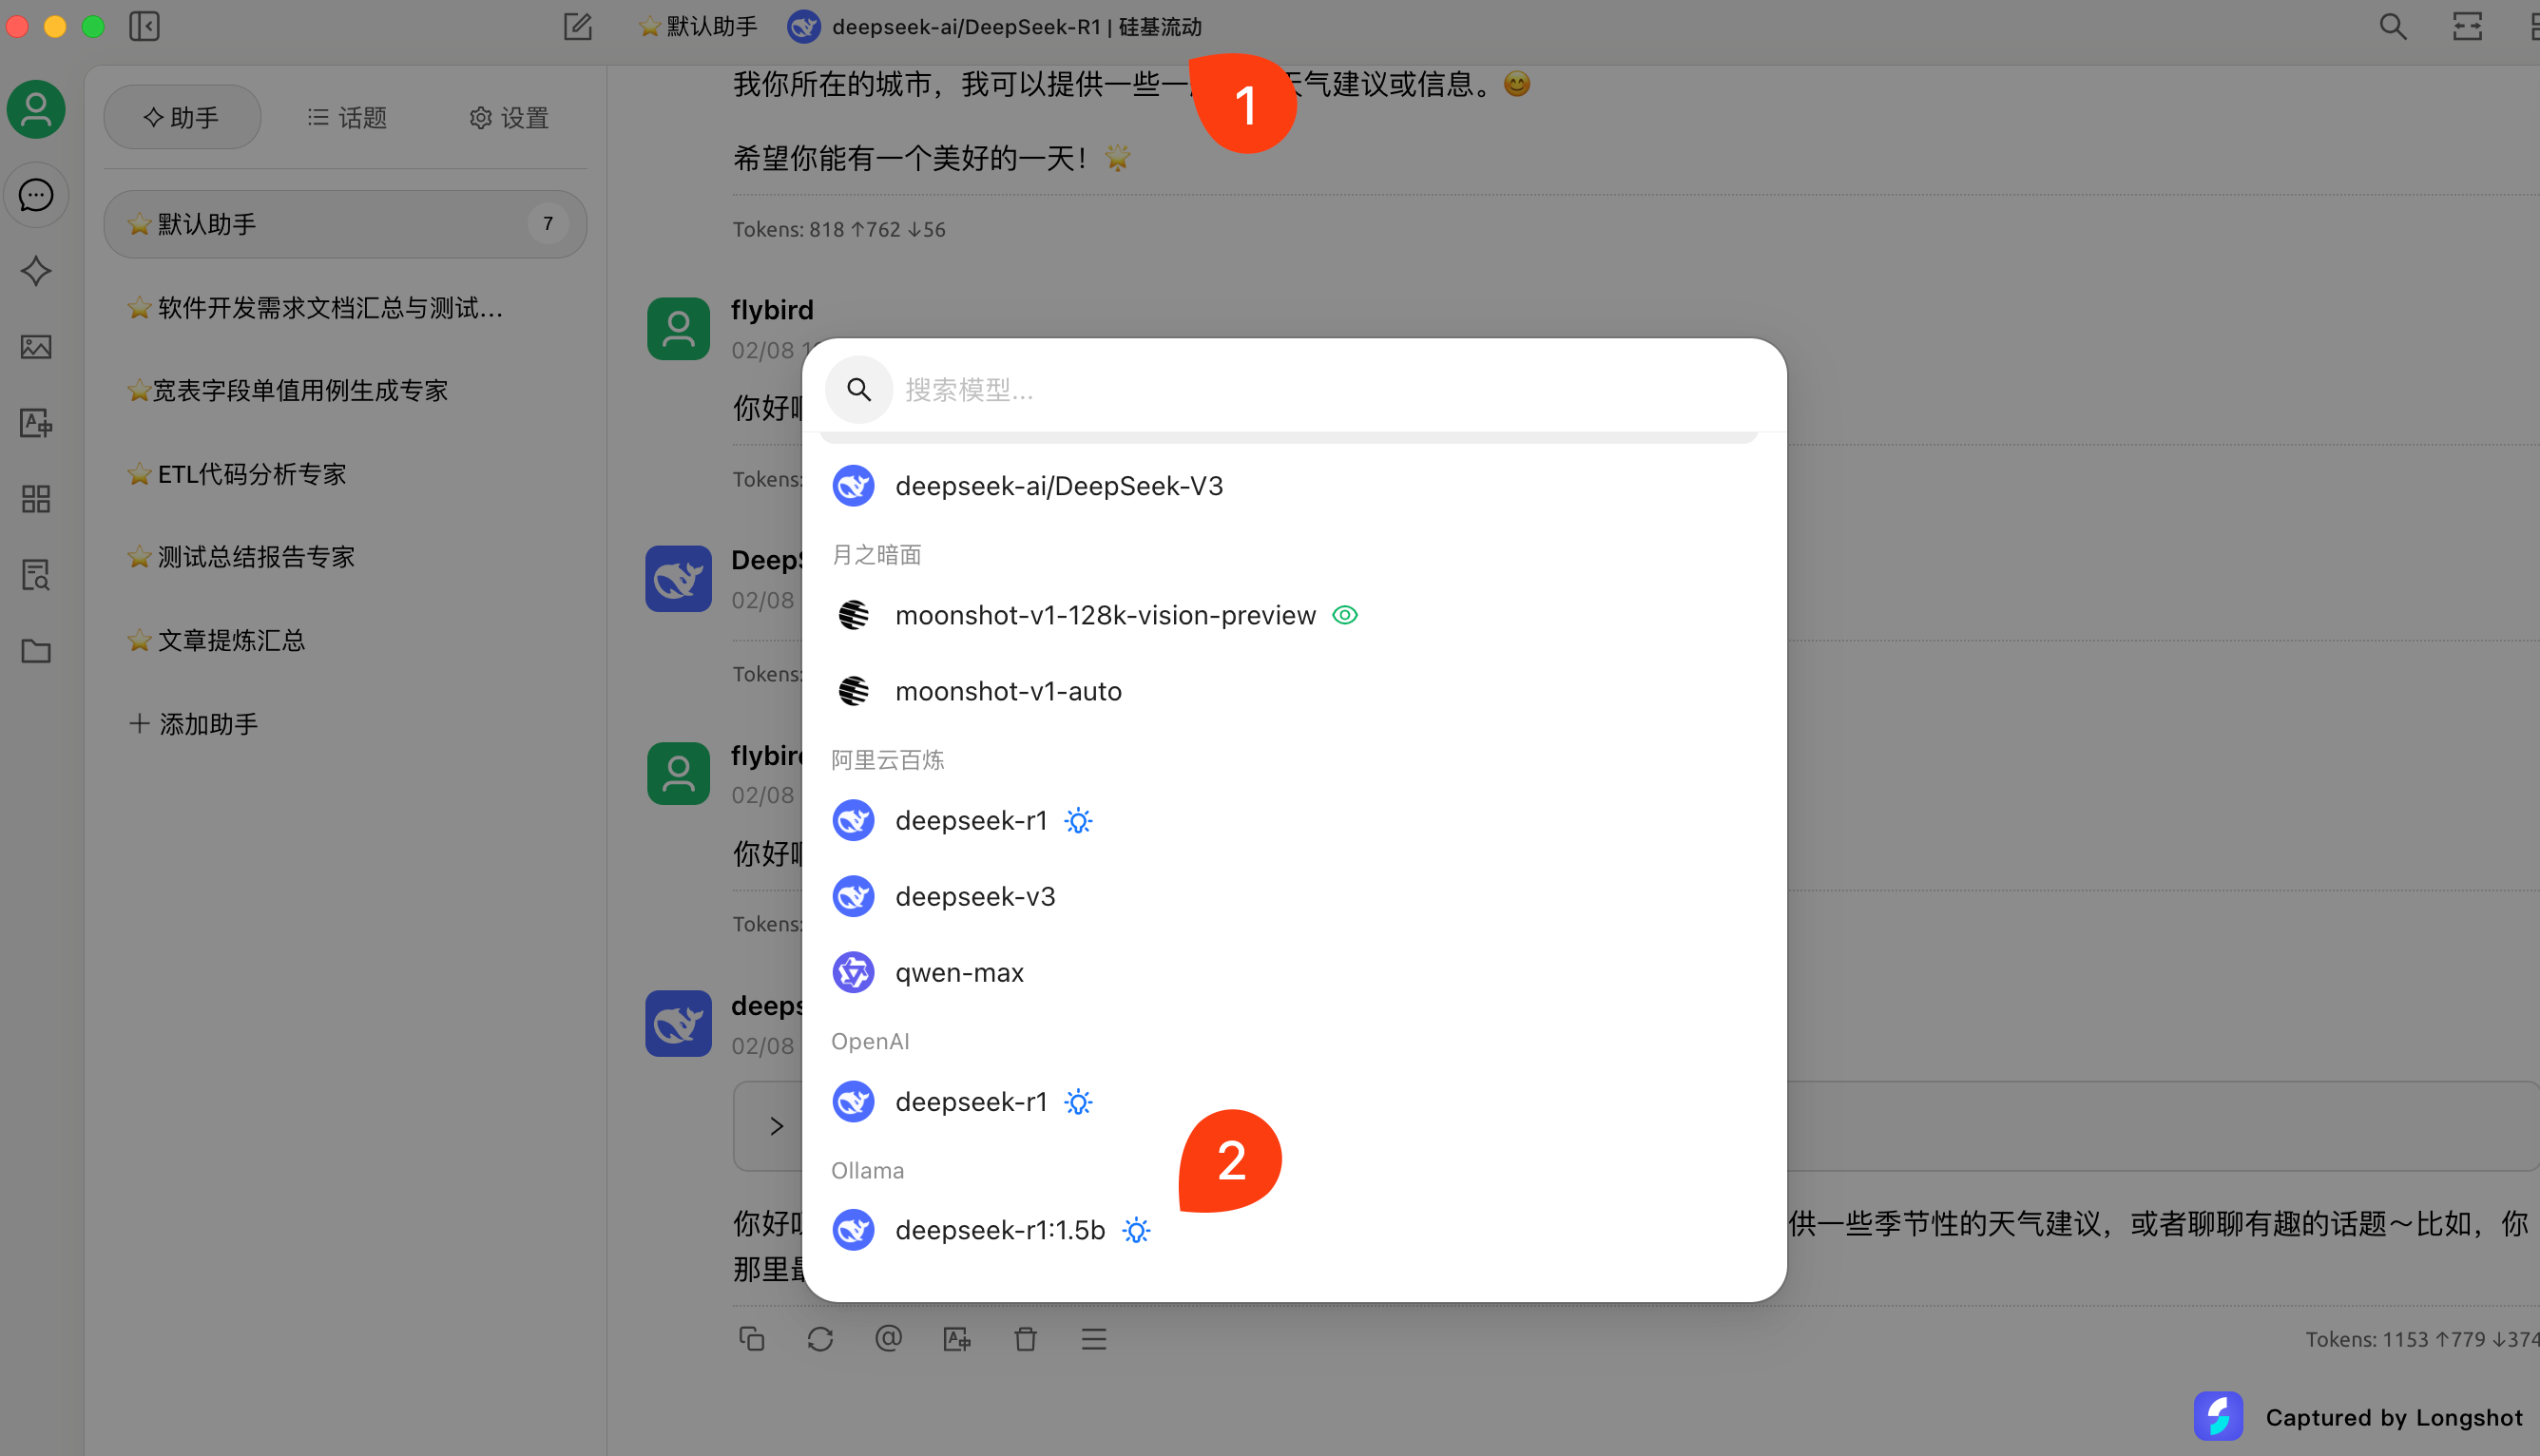 ⭐默认助手 deepseek-ai/DeepSeek-R1 | 硅基流动
助手 话题 设置
⭐ 默认助手 7
⭐ 软件开发需求文档汇总与测试...
⭐宽表字段单值用例生成专家
⭐ ETL代码分析专家
⭐ 测试总结报告专家
⭐ 文章提炼汇总
+ 添加助手
我你所在的城市，我可以提供一些一 天气建议或信息。😊
1
希望你能有一个美好的一天！🌟
Tokens: 818 ↑762 ↓56
flybird
02/08
你好
Tokens:
Deep
02/08
Tokens:
flybird
02/08
你好
Tokens:
deeps
02/08
你好 供一些季节性的天气建议，或者聊聊有趣的话题～比如，你
那里
Tokens: 1153 ↑779 ↓374
搜索模型...
deepseek-ai/DeepSeek-V3
月之暗面
moonshot-v1-128k-vision-preview
moonshot-v1-auto
阿里云百炼
deepseek-r1
deepseek-v3
qwen-max
OpenAI
deepseek-r1
2
Ollama
deepseek-r1:1.5b
Captured by Longshot